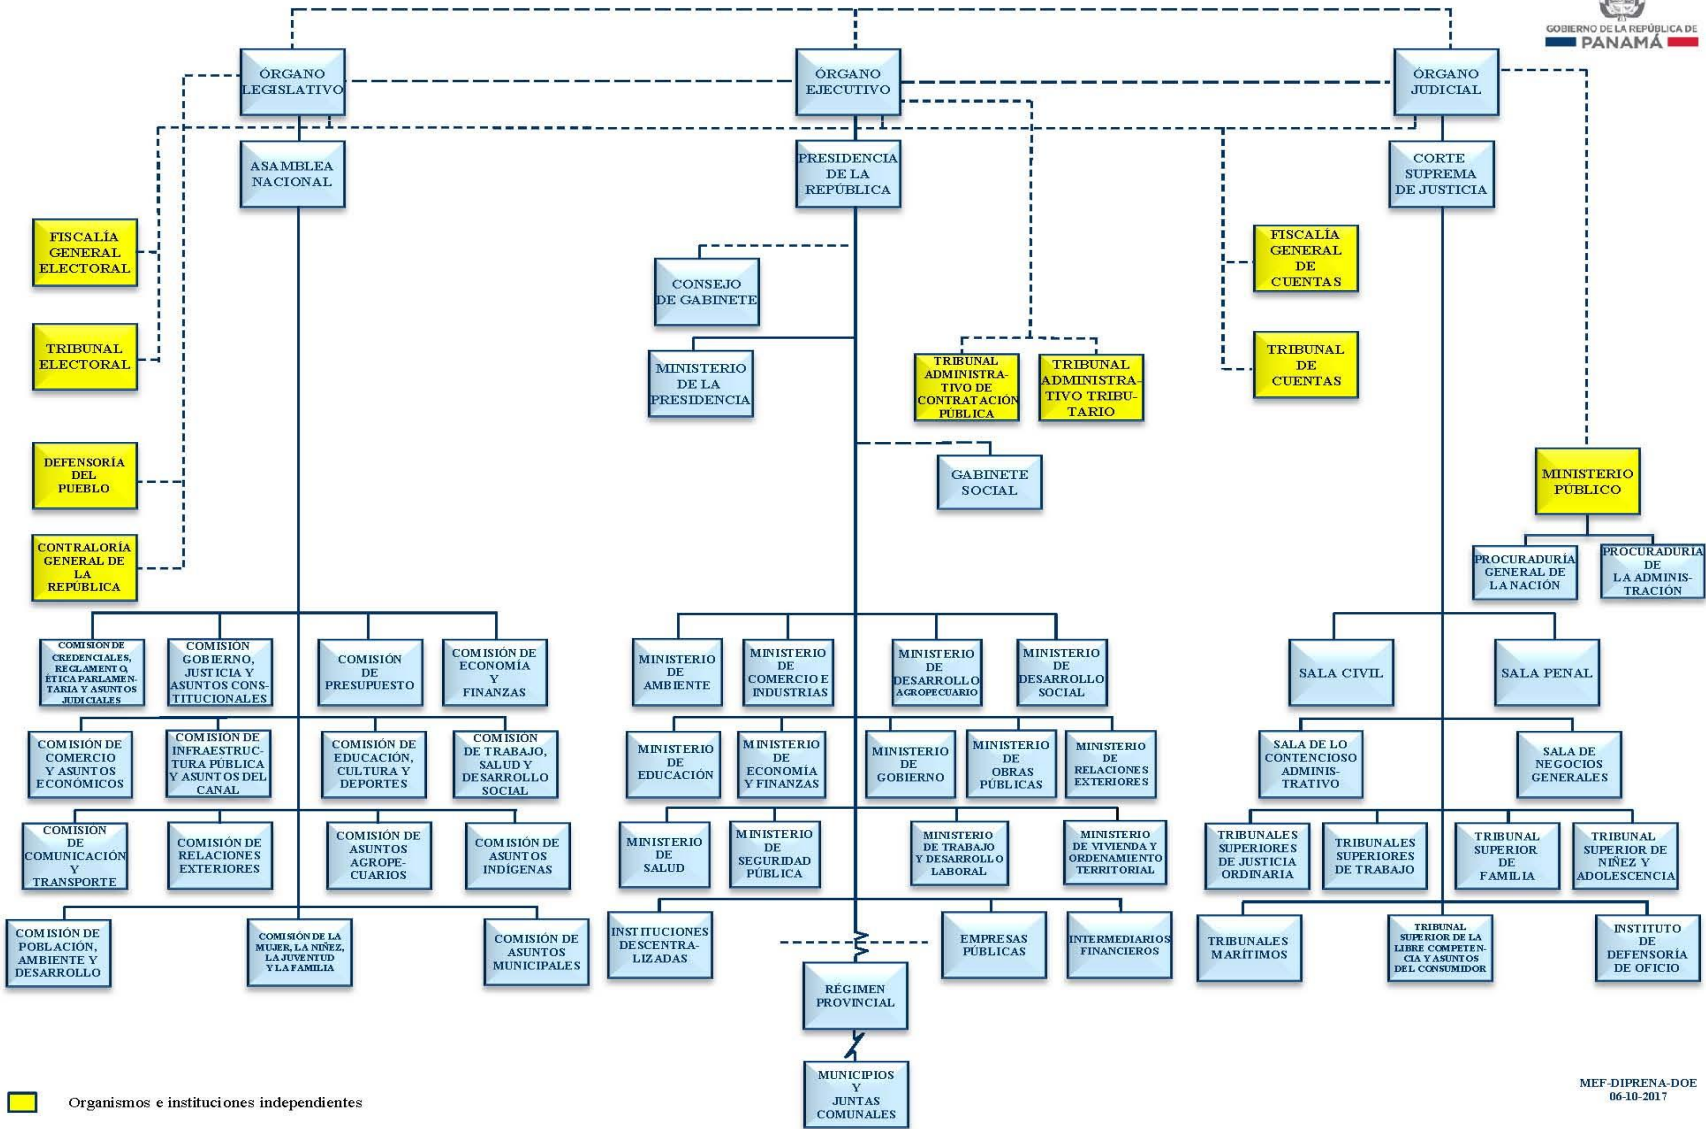 GOBIERNO DE LA REPÚBLICA DE
PANAMÁ
ÓRGANO
LEGISLATIVO
ÓRGANO
EJECUTIVO
ÓRGANO
JUDICIAL
ASAMBLEA
NACIONAL
PRESIDENCIA
DE LA
REPÚBLICA
CORTE
SUPREMA
DE JUSTICIA
FISCALÍA
GENERAL
ELECTORAL
FISCALÍA
GENERAL
DE
CUENTAS
CONSEJO
DE GABINETE
TRIBUNAL
ELECTORAL
MINISTERIO
DE LA
PRESIDENCIA
TRIBUNAL
ADMINISTRA-
TIVO DE
CONTRATACIÓN
PÚBLICA
TRIBUNAL
ADMINISTRA-
TIVO TRIBU-
TARIO
TRIBUNAL
DE
CUENTAS
DEFENSORÍA
DEL
PUEBLO
GABINETE
SOCIAL
MINISTERIO
PÚBLICO
CONTRALORÍA
GENERAL DE
LA
REPÚBLICA
PROCURADURÍA
GENERAL DE
LA NACIÓN
PROCURADURIA
DE
LA ADMINIS-
TRACIÓN
COMISIÓN DE
CREDENCIALES,
REGLAMENTO,
ÉTICA PARLAMEN-
TARIA Y ASUNTOS
JUDICIALES
COMISIÓN
GOBIERNO,
JUSTICIA Y
ASUNTOS CONS-
TITUCIONALES
COMISIÓN
DE
PRESUPUESTO
COMISIÓN DE
ECONOMÍA
Y
FINANZAS
MINISTERIO
DE
AMBIENTE
MINISTERIO
DE
COMERCIO E
INDUSTRIAS
MINISTERIO
DE
DESARROLLO
AGROPECUARIO
MINISTERIO
DE
DESARROLLO
SOCIAL
SALA CIVIL
SALA PENAL
COMISIÓN DE
COMERCIO
Y ASUNTOS
ECONÓMICOS
COMISIÓN DE
INFRAESTRUC-
TURA PÚBLICA
Y ASUNTOS DEL
CANAL
COMISIÓN DE
EDUCACIÓN,
CULTURA Y
DEPORTES
COMISIÓN
DE TRABAJO,
SALUD Y
DESARROLLO
SOCIAL
MINISTERIO
DE
EDUCACIÓN
MINISTERIO
DE
ECONOMÍA
Y FINANZAS
MINISTERIO
DE
GOBIERNO
MINISTERIO
DE
OBRAS
PÚBLICAS
MINISTERIO
DE
RELACIONES
EXTERIORES
SALA DE LO
CONTENCIOSO
ADMINIS-
TRATIVO
SALA DE
NEGOCIOS
GENERALES
COMISIÓN
DE
COMUNICACIÓN
Y
TRANSPORTE
COMISIÓN DE
RELACIONES
EXTERIORES
COMISIÓN DE
ASUNTOS
AGROPE-
CUARIOS
COMISIÓN DE
ASUNTOS
INDÍGENAS
MINISTERIO
DE
SALUD
MINISTERIO
DE
SEGURIDAD
PÚBLICA
MINISTERIO
DE TRABAJO
Y DESARROLLO
LABORAL
MINISTERIO
DE VIVIENDA Y
ORDENAMIENTO
TERRITORIAL
TRIBUNALES
SUPERIORES
DE JUSTICIA
ORDINARIA
TRIBUNALES
SUPERIORES
DE TRABAJO
TRIBUNAL
SUPERIOR
DE
FAMILIA
TRIBUNAL
SUPERIOR DE
NIÑEZ Y
ADOLESCENCIA
COMISIÓN DE
POBLACIÓN,
AMBIENTE Y
DESARROLLO
COMISIÓN DE LA
MUJER, LA NIÑEZ,
LA JUVENTUD
Y LA FAMILIA
COMISIÓN DE
ASUNTOS
MUNICIPALES
INSTITUCIONES
DESCENTRA-
LIZADAS
EMPRESAS
PÚBLICAS
INTERMEDIARIOS
FINANCIEROS
TRIBUNALES
MARÍTIMOS
TRIBUNAL
SUPERIOR DE LA
LIBRE COMPETEN-
CIA Y ASUNTOS
DEL CONSUMIDOR
INSTITUTO
DE
DEFENSORÍA
DE OFICIO
RÉGIMEN
PROVINCIAL
MUNICIPIOS
Y
JUNTAS
COMUNALES
Organismos e instituciones independientes
MEF-DIPRENA-DOE
06-10-2017